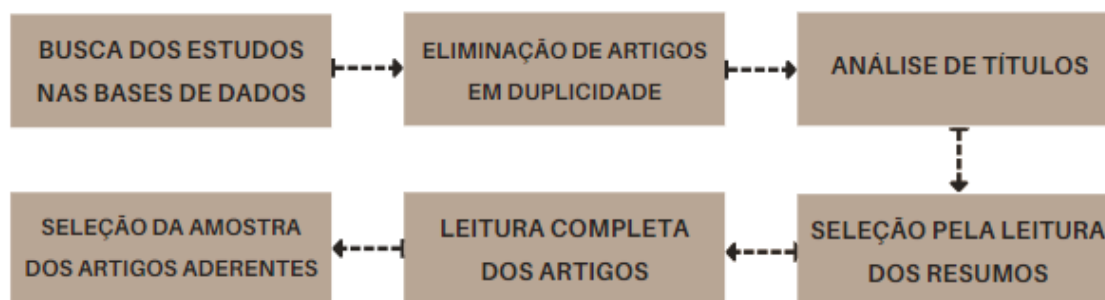 BUSCA DOS ESTUDOS
NAS BASES DE DADOS
ELIMINAÇÃO DE ARTIGOS
EM DUPLICIDADE
ANÁLISE DE TÍTULOS
SELEÇÃO PELA LEITURA
DOS RESUMOS
LEITURA COMPLETA
DOS ARTIGOS
SELEÇÃO DA AMOSTRA
DOS ARTIGOS ADERENTES